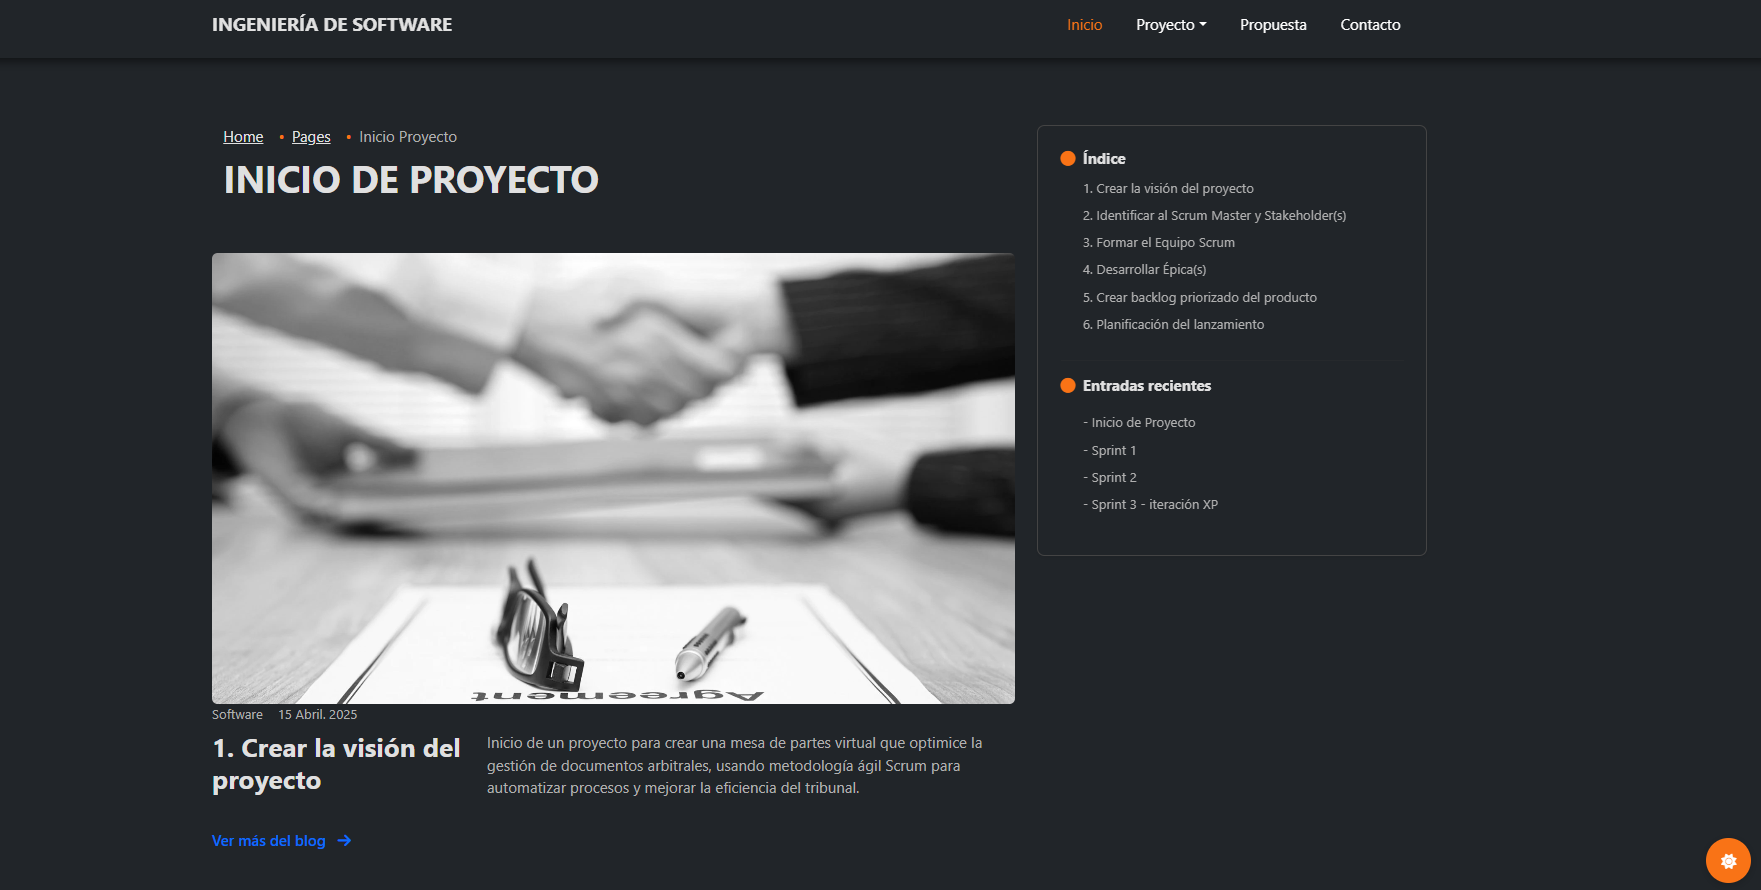 INGENIERÍA DE SOFTWARE
Inicio
Proyecto
Propuesta
Contacto
Home • Pages • Inicio Proyecto
INICIO DE PROYECTO
Agreement
Software 15 Abril. 2025
1. Crear la visión del
proyecto
Inicio de un proyecto para crear una mesa de partes virtual que optimice la
gestión de documentos arbitrales, usando metodología ágil Scrum para
automatizar procesos y mejorar la eficiencia del tribunal.
Ver más del blog →
Índice
1. Crear la visión del proyecto
2. Identificar al Scrum Master y Stakeholder(s)
3. Formar el Equipo Scrum
4. Desarrollar Épica(s)
5. Crear backlog priorizado del producto
6. Planificación del lanzamiento
Entradas recientes
- Inicio de Proyecto
- Sprint 1
- Sprint 2
- Sprint 3 - iteración XP